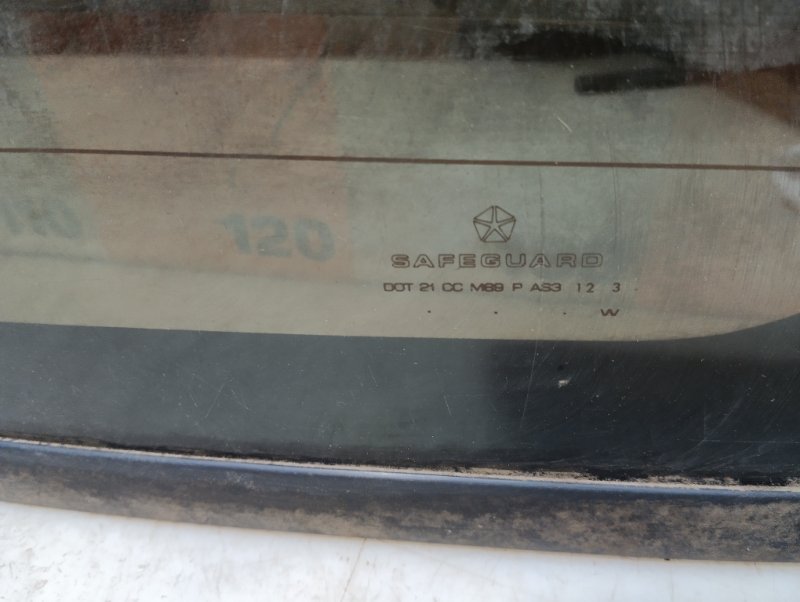 120
SAFEGUARD
DOT 21 CC M89 P AS3 12 3
W